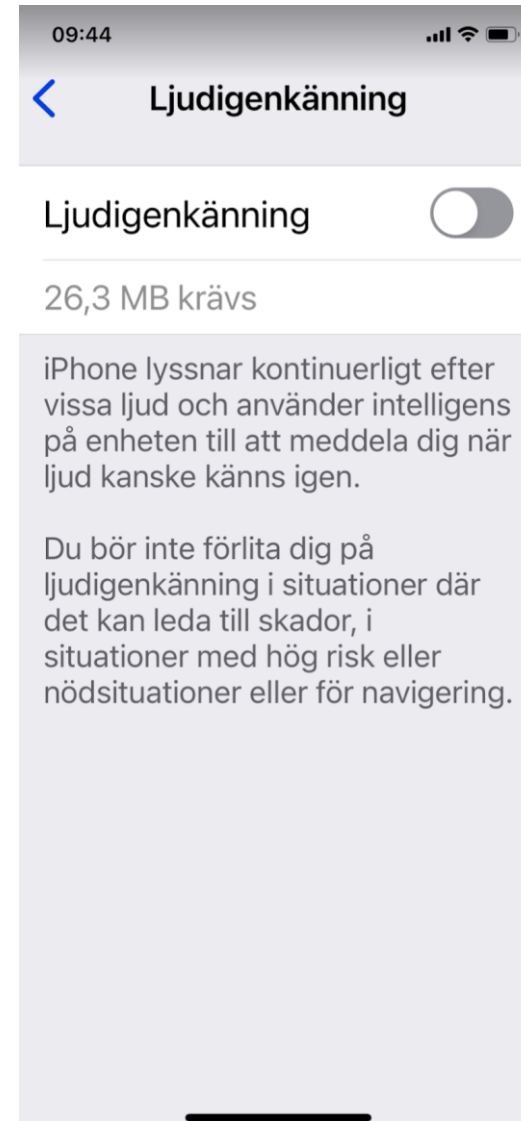 09:44
Ljudigenkänning
Ljudigenkänning
26,3 MB krävs
iPhone lyssnar kontinuerligt efter
vissa ljud och använder intelligens
på enheten till att meddela dig när
ljud kanske känns igen.
Du bör inte förlita dig på
ljudigenkänning i situationer där
det kan leda till skador, i
situationer med hög risk eller
nödsituationer eller för navigering.